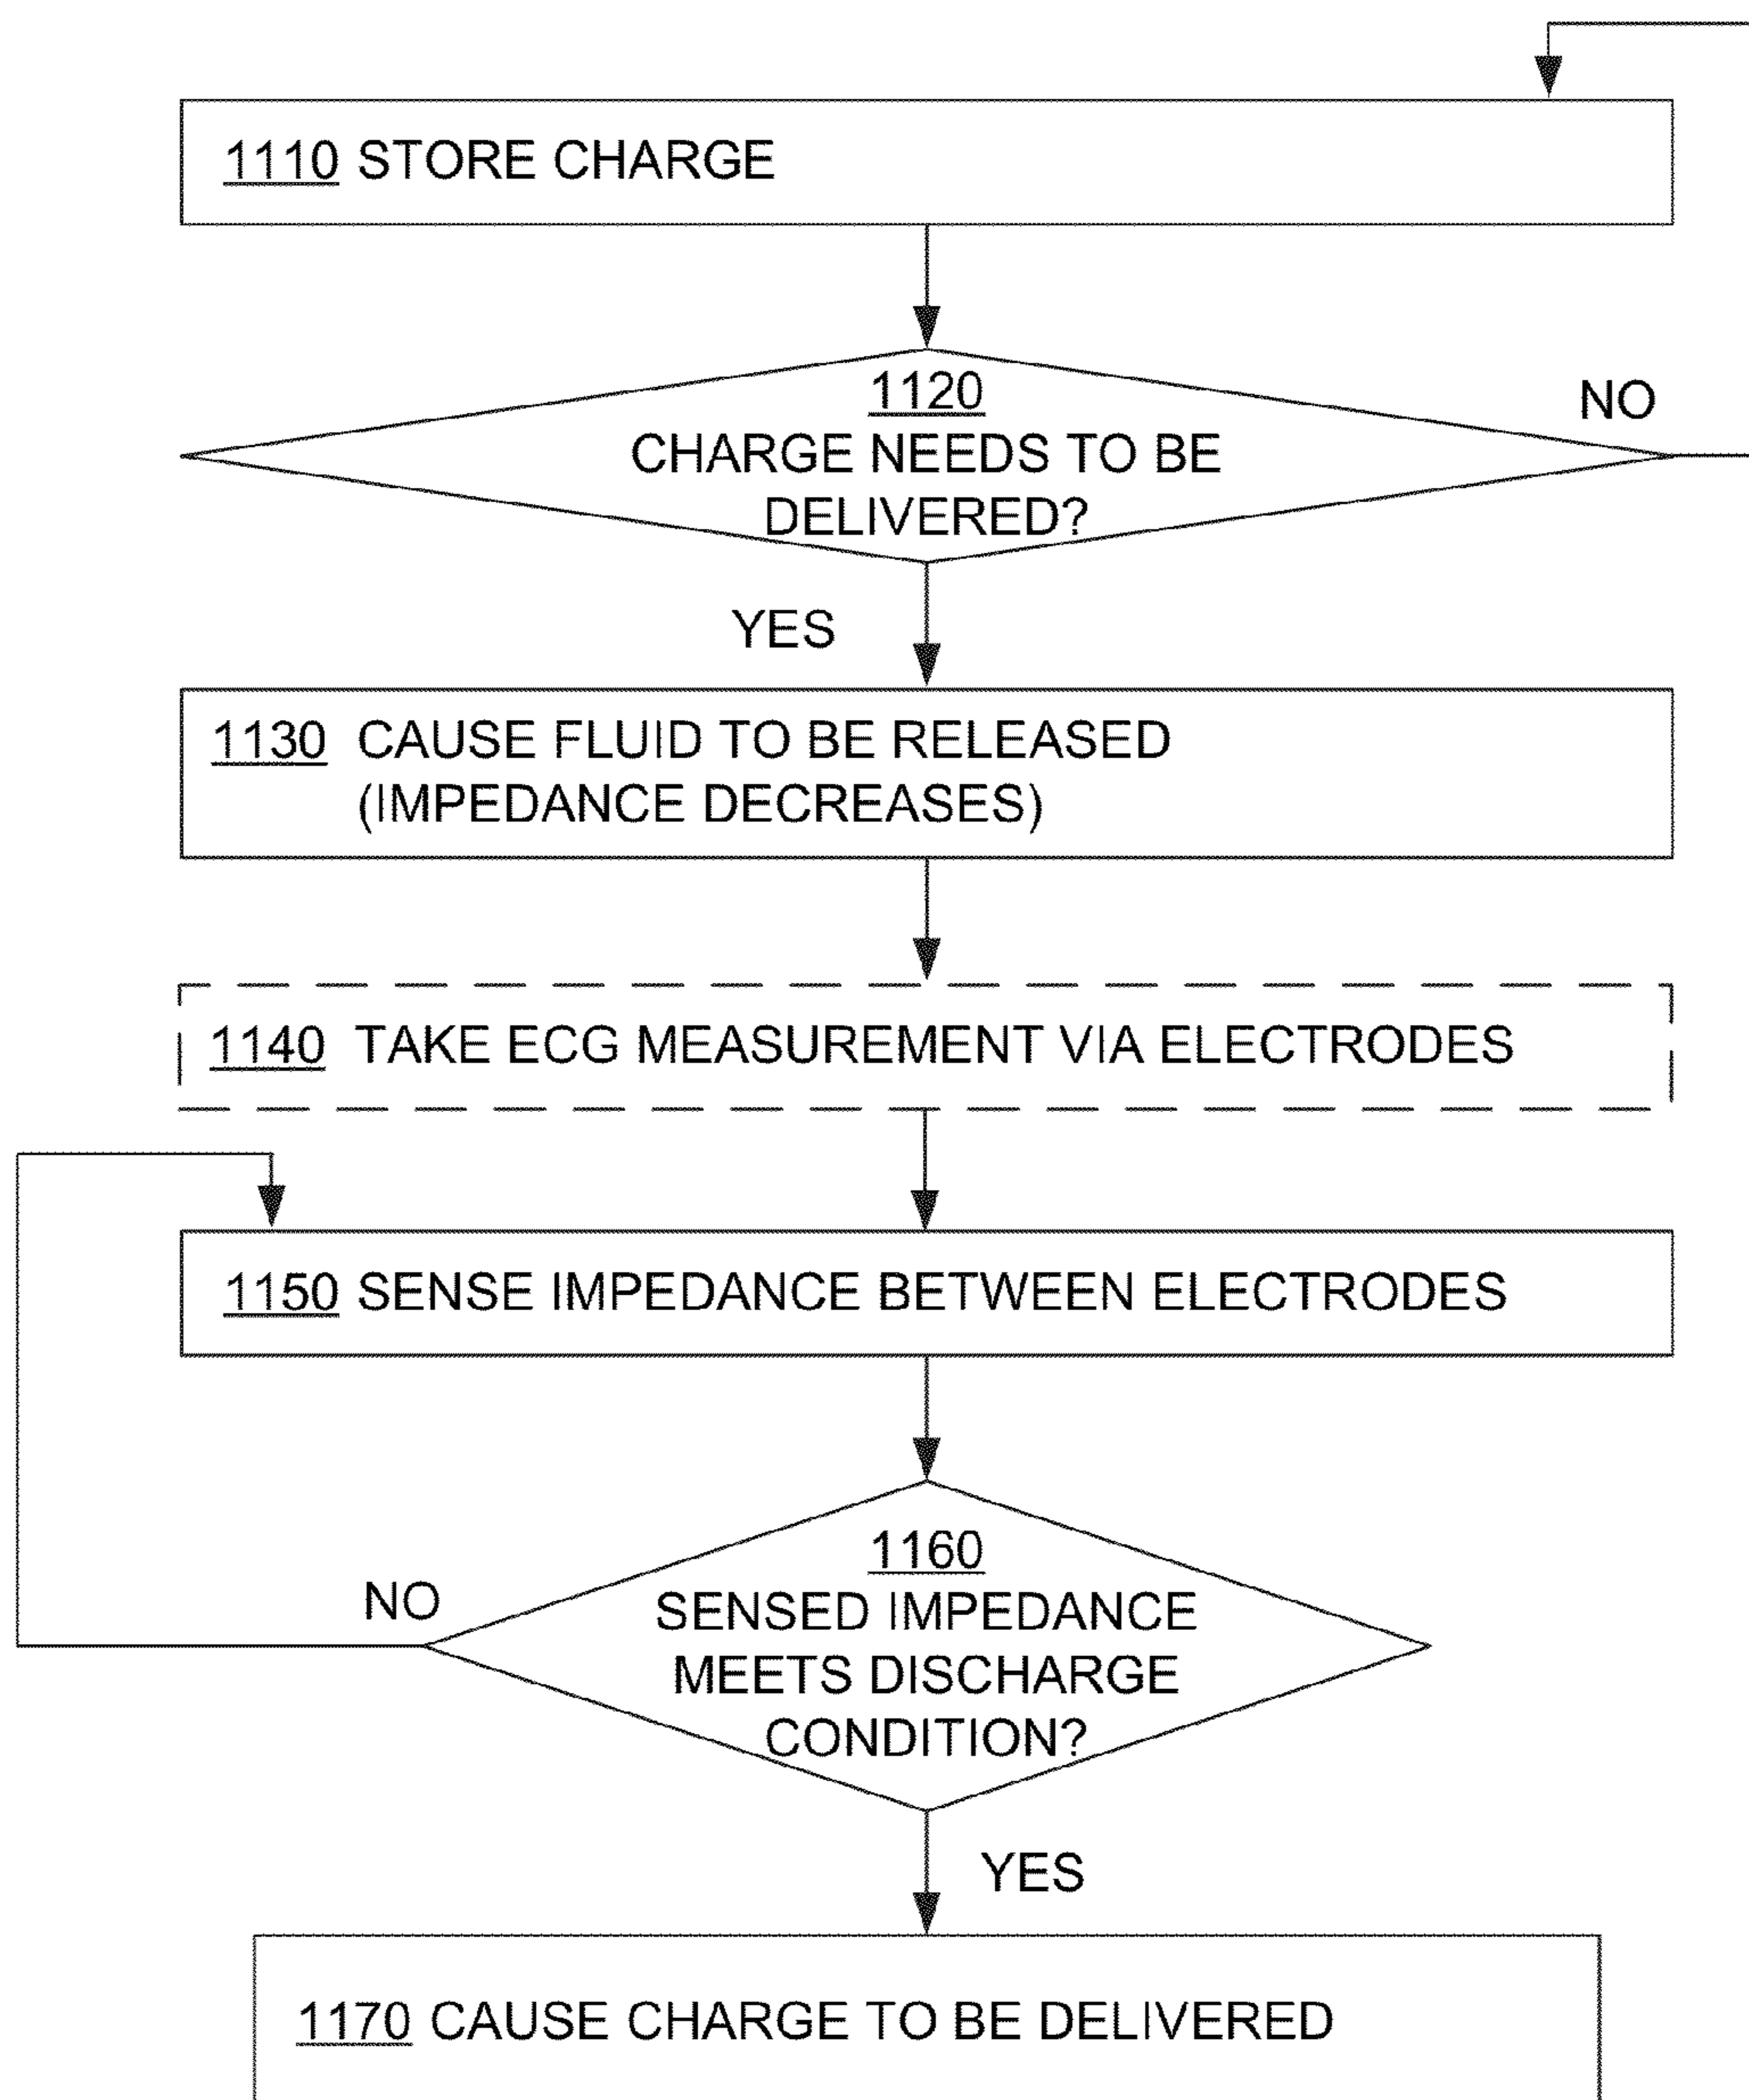 1110 STORE CHARGE
1120
CHARGE NEEDS TO BE
DELIVERED?
NO
YES
1130 CAUSE FLUID TO BE RELEASED
(IMPEDANCE DECREASES)
1140 TAKE ECG MEASUREMENT VIA ELECTRODES
1150 SENSE IMPEDANCE BETWEEN ELECTRODES
1160
SENSED IMPEDANCE
MEETS DISCHARGE
CONDITION?
NO
YES
1170 CAUSE CHARGE TO BE DELIVERED